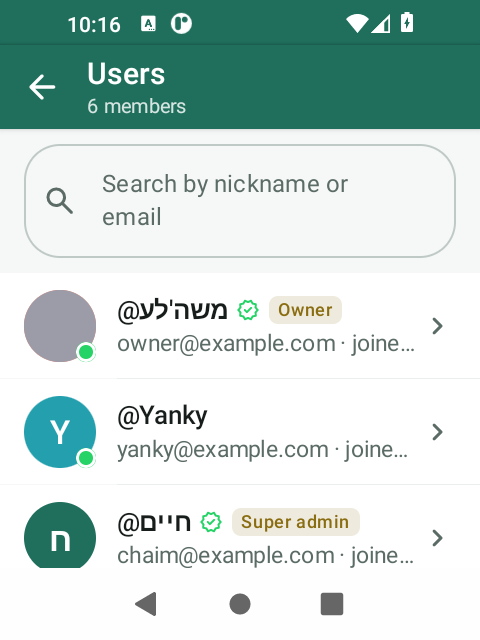 10:16
Users
6 members
Search by nickname or
email
@משה'לע Owner
owner@example.com · joine...
Y
@Yanky
yanky@example.com · joine...
ח
@חיים Super admin
chaim@example.com · joine...